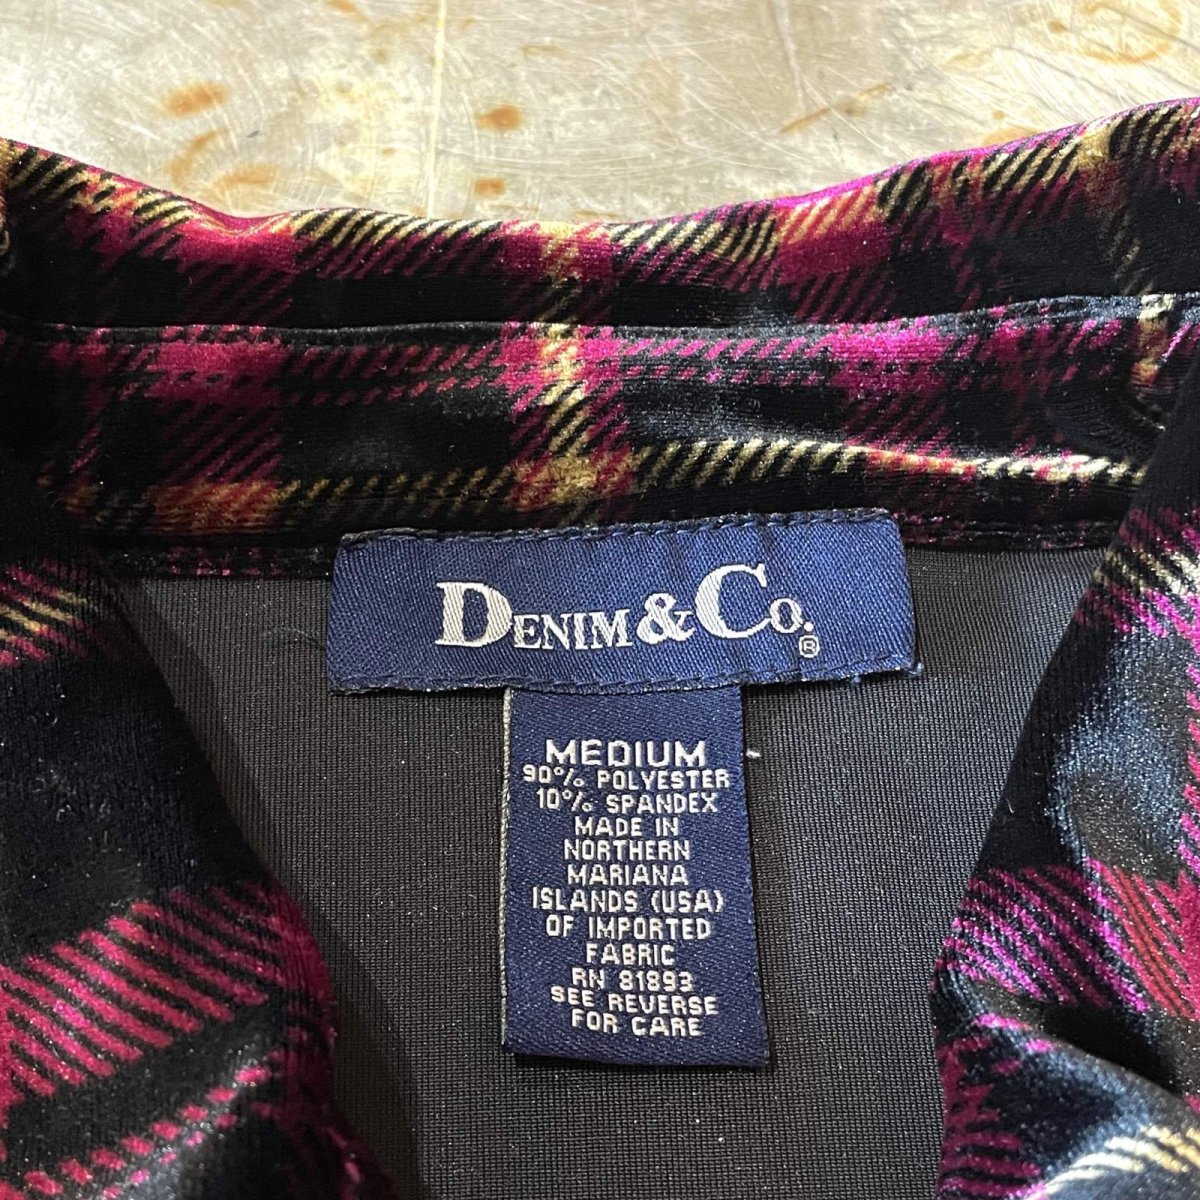 DENIM & CO. ®
MEDIUM
90% POLYESTER
10% SPANDEX
MADE IN
NORTHERN
MARIANA
ISLANDS (USA)
OF IMPORTED
FABRIC
RN 81893
SEE REVERSE
FOR CARE